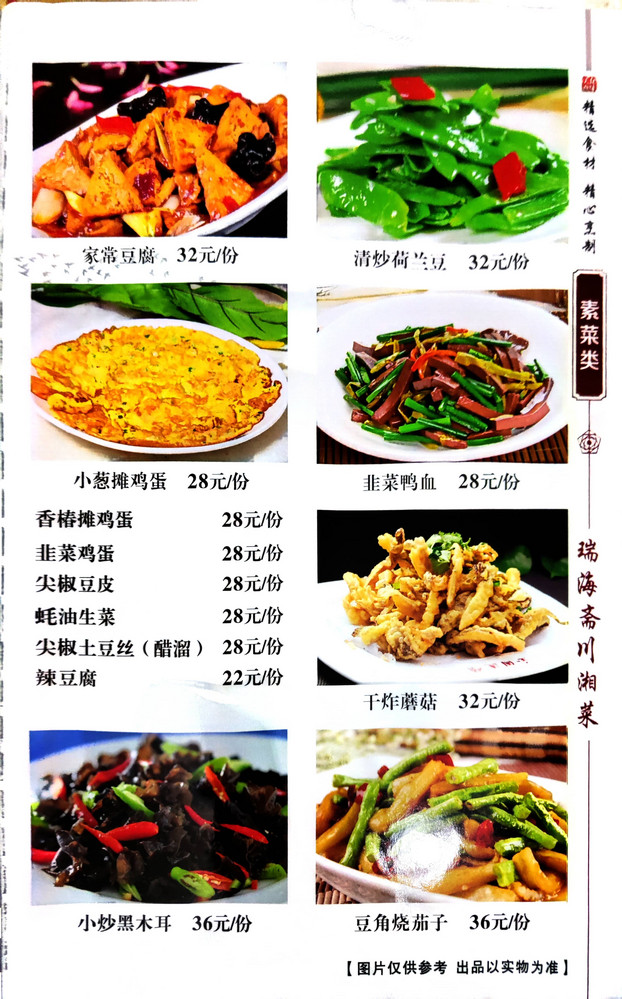 家常豆腐 32元/份
清炒荷兰豆 32元/份
小葱摊鸡蛋 28元/份
韭菜鸭血 28元/份
香椿摊鸡蛋 28元/份
韭菜鸡蛋 28元/份
尖椒豆皮 28元/份
蚝油生菜 28元/份
尖椒土豆丝（醋溜） 28元/份
辣豆腐 22元/份
干炸蘑菇 32元/份
小炒黑木耳 36元/份
豆角烧茄子 36元/份
【图片仅供参考 出品以实物为准】
精选食材 精心烹制
素菜类
瑞海斋川湘菜